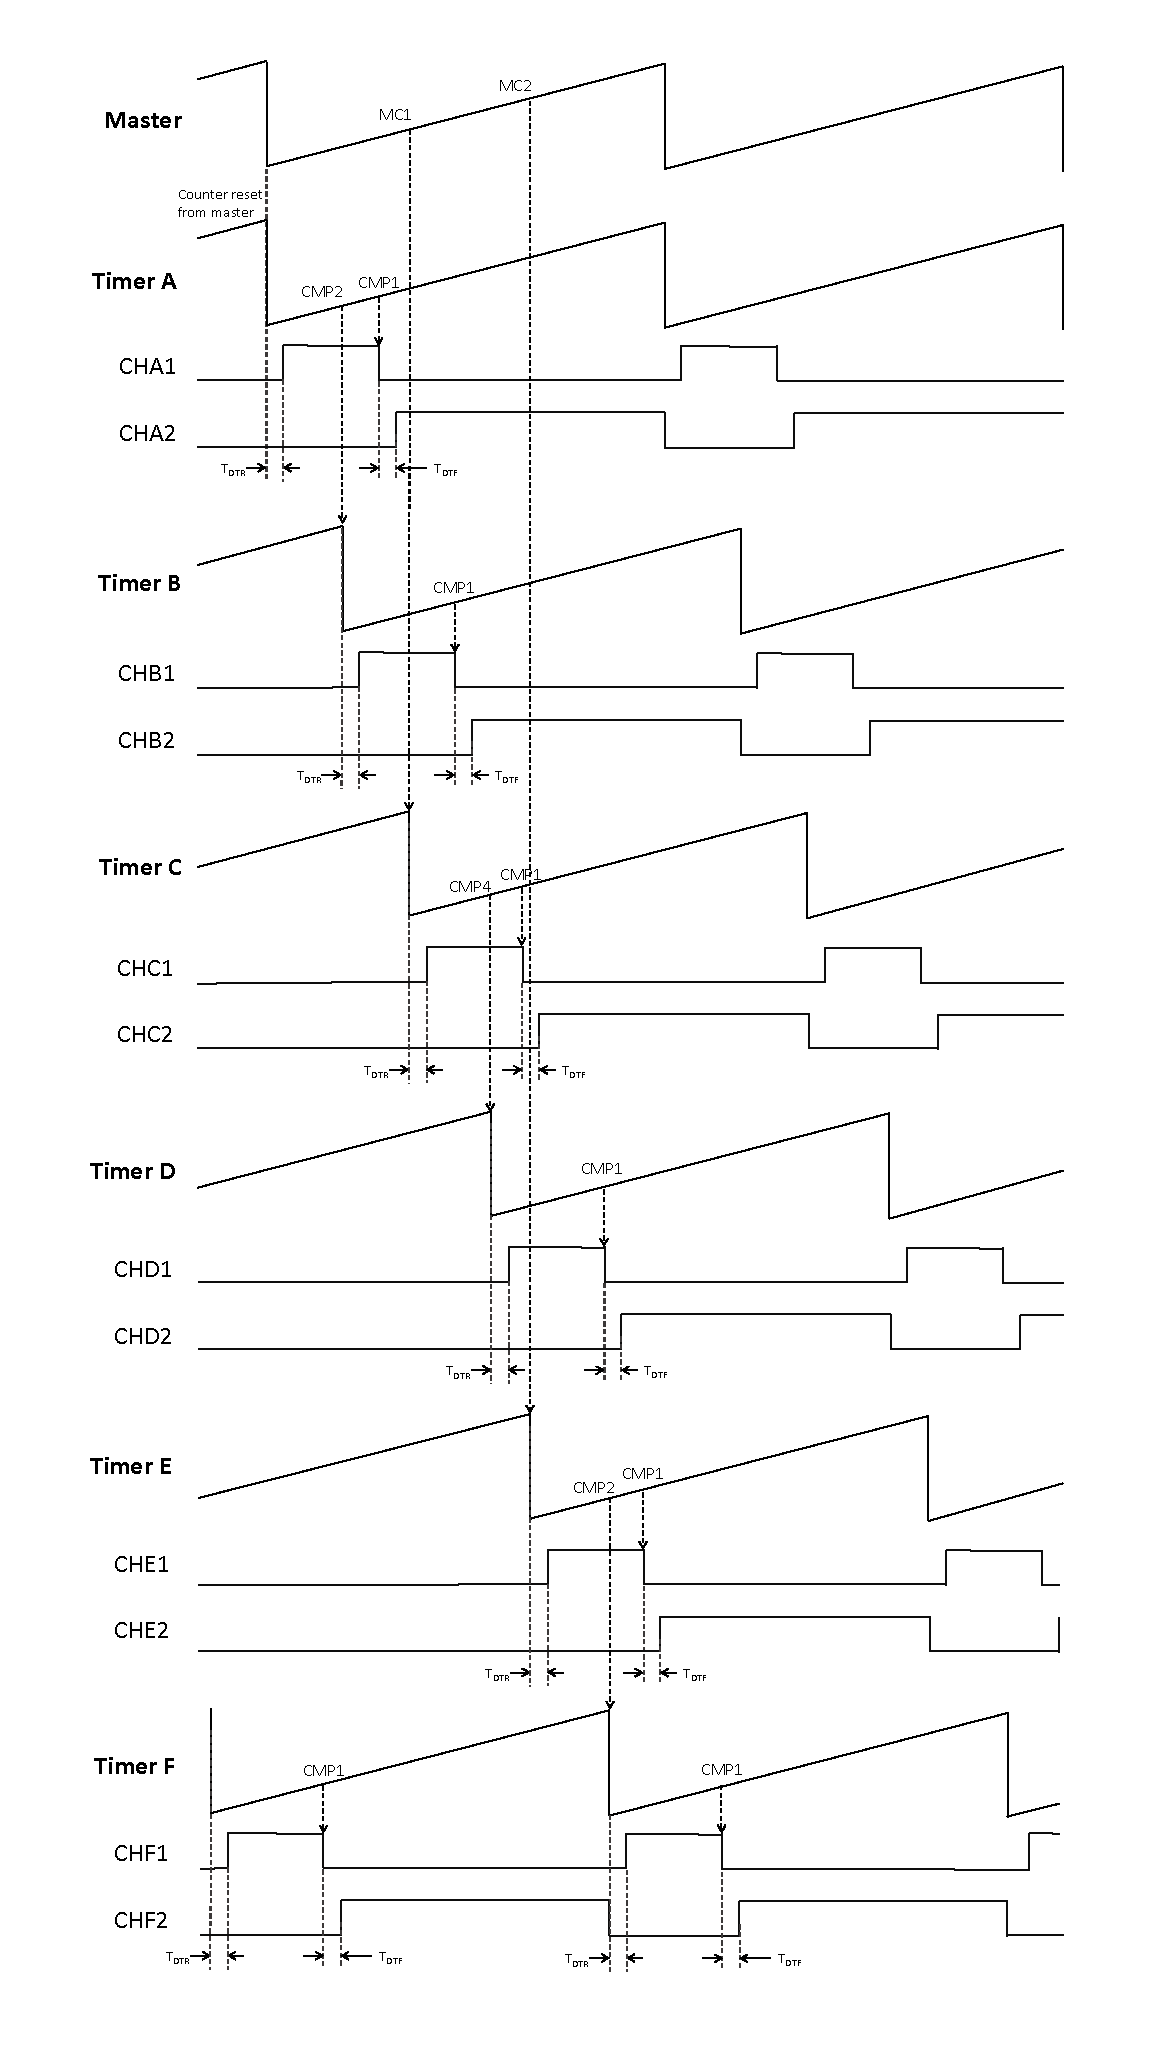 MC2
MC1
Master
Counter reset
from master
Timer A
CMP2 CMP1
CHA1
CHA2
TDTR TDTF
Timer B
CMP1
CHB1
CHB2
TDTR TDTF
Timer C
CMP4 CMP1
CHC1
CHC2
TDTR TDTF
Timer D
CMP1
CHD1
CHD2
TDTR TDTF
Timer E
CMP2 CMP1
CHE1
CHE2
TDTR TDTF
Timer F
CMP1 CMP1
CHF1
CHF2
TDTR TDTF TDTR TDTF